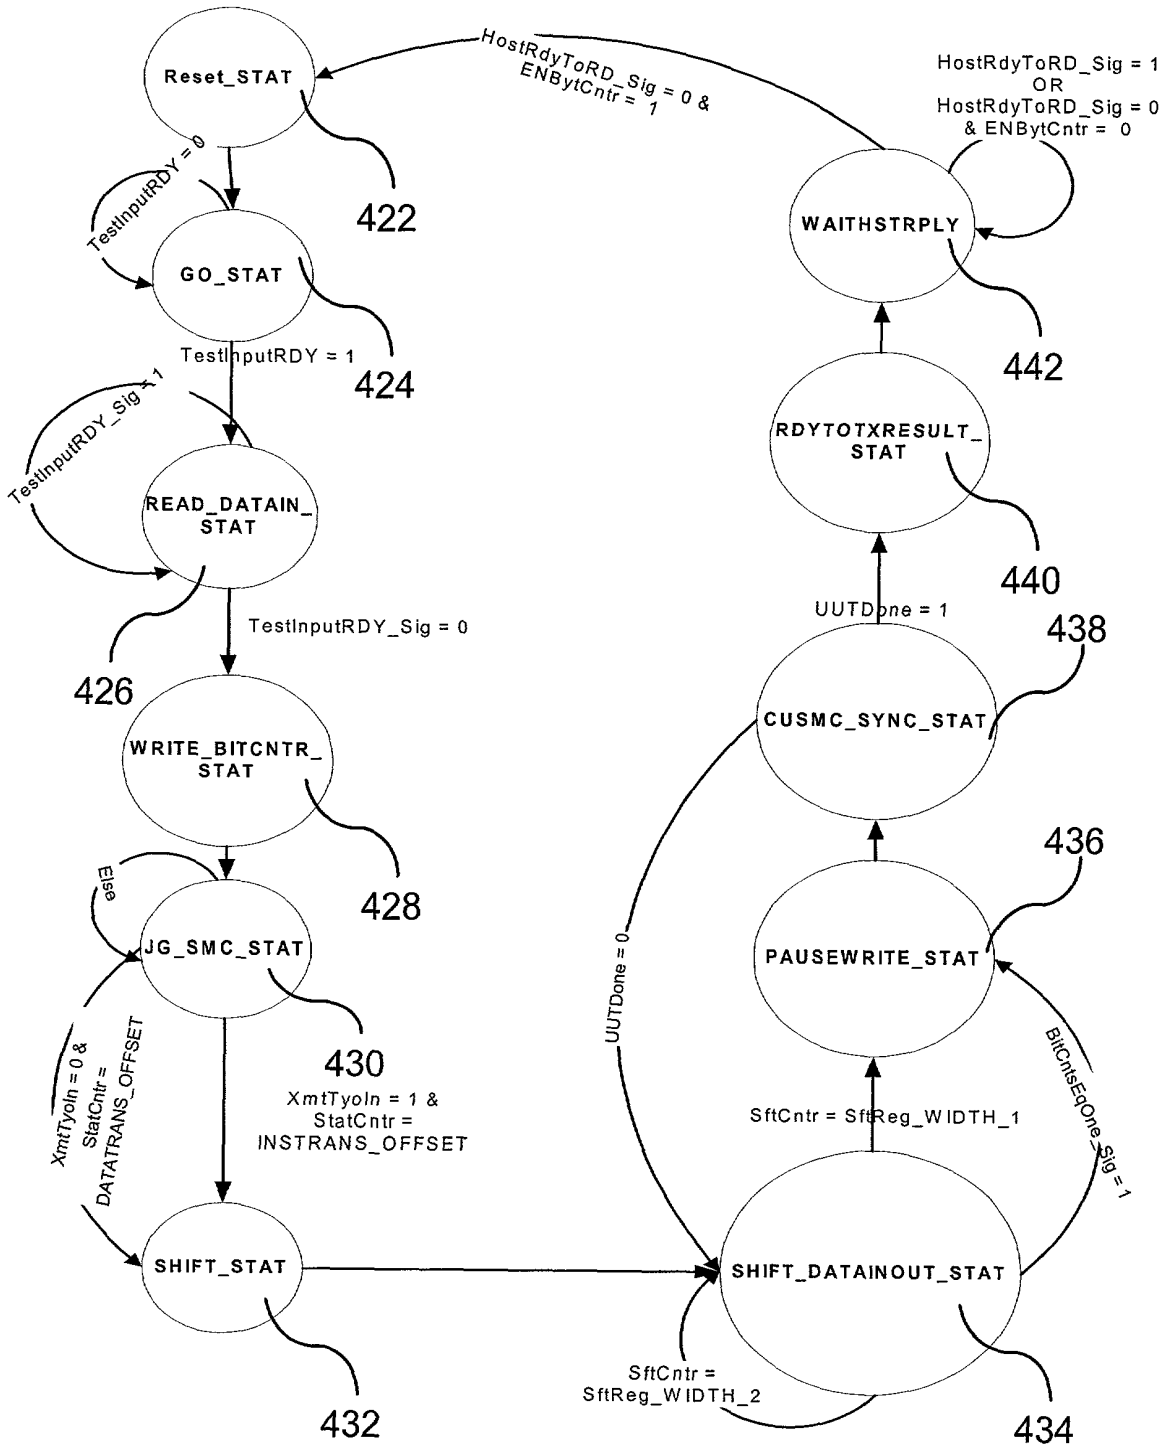 Reset_STAT
422
TestInputRDY = 0
GO_STAT
424
TestInputRDY = 1
TestInputRDY_Sig = 1
READ_DATAIN_
STAT
426
TestInputRDY_Sig = 0
WRITE_BITCNTR_
STAT
428
Else
JG_SMC_STAT
430
XmtTyoIn = 1 &
StatCntr =
INSTRANS_OFFSET
XmtTyoIn = 0 &
StatCntr =
DATATRANS_OFFSET
SHIFT_STAT
432
SHIFT_DATAINOUT_STAT
434
SftCntr =
SftReg_WIDTH_2
SftCntr = SftReg_WIDTH_1
BitCntsEqOne_Sig = 1
PAUSEWRITE_STAT
436
UUTDone = 0
CUSMC_SYNC_STAT
438
UUTDone = 1
RDYTOTXRESULT_
STAT
440
WAITHSTRPLY
442
HostRdyToRD_Sig = 1
OR
HostRdyToRD_Sig = 0
& ENBytCntr = 0
HostRdyToRD_Sig = 0 &
ENBytCntr = 1